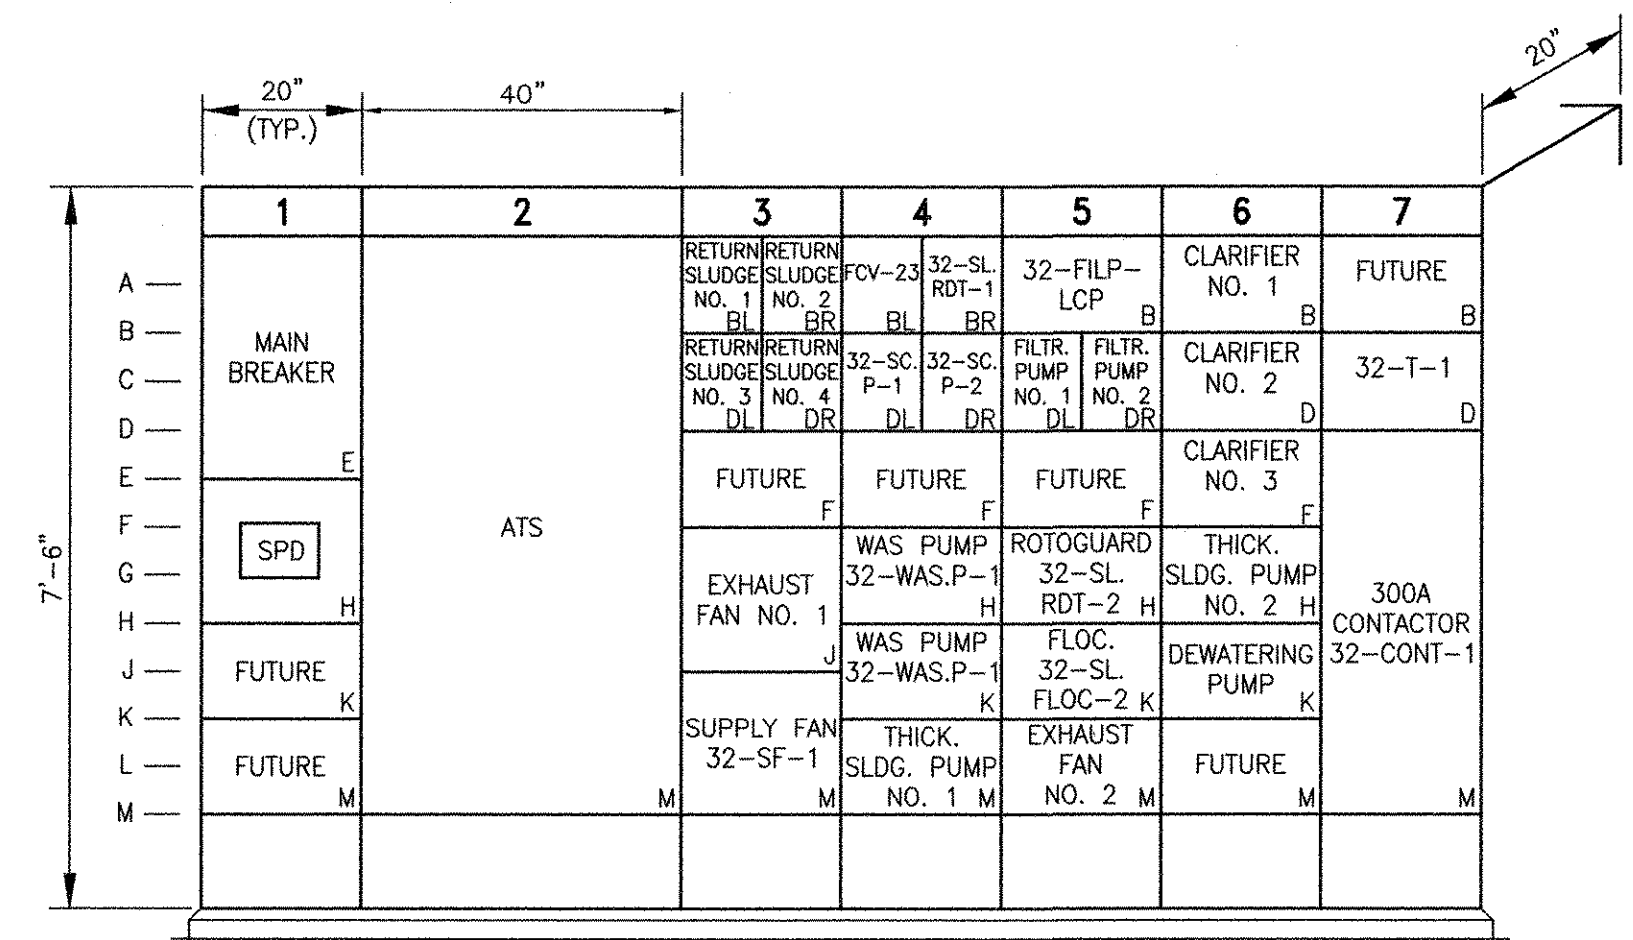 20"
(TYP.)
40"
20"
7'-6"
1
2
3
4
5
6
7
A
B
C
D
E
F
G
H
J
K
L
M
MAIN
BREAKER
E
SPD
H
FUTURE
K
FUTURE
M
ATS
M
RETURN
SLUDGE
NO. 1
BL
RETURN
SLUDGE
NO. 2
BR
RETURN
SLUDGE
NO. 3
DL
RETURN
SLUDGE
NO. 4
DR
FUTURE
F
EXHAUST
FAN NO. 1
J
SUPPLY FAN
32-SF-1
M
FCV-23
BL
32-SL.
RDT-1
BR
32-SC.
P-1
DL
32-SC.
P-2
DR
FUTURE
F
WAS PUMP
32-WAS.P-1
H
WAS PUMP
32-WAS.P-1
K
THICK.
SLDG. PUMP
NO. 1 M
32-FILP-
LCP
B
FILTR.
PUMP
NO. 1
DL
FILTR.
PUMP
NO. 2
DR
FUTURE
F
ROTOGUARD
32-SL.
RDT-2 H
FLOC.
32-SL.
FLOC-2 K
EXHAUST
FAN
NO. 2 M
CLARIFIER
NO. 1
B
CLARIFIER
NO. 2
D
CLARIFIER
NO. 3
F
THICK.
SLDG. PUMP
NO. 2 H
DEWATERING
PUMP
K
FUTURE
M
FUTURE
B
32-T-1
D
300A
CONTACTOR
32-CONT-1
M